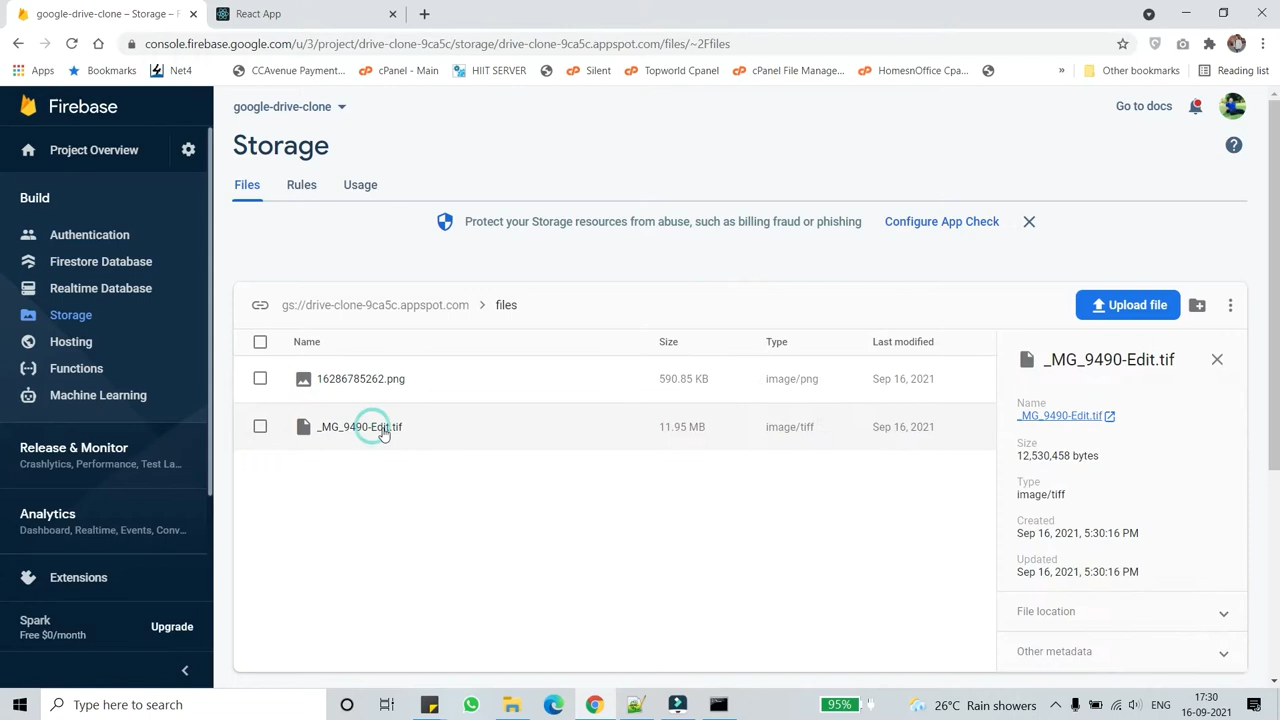 google-drive-clone – Storage – F
React App
console.firebase.google.com/u/3/project/drive-clone-9ca5c/storage/drive-clone-9ca5c.appspot.com/files/~2Ffiles
Apps
Bookmarks
Net4
CCAvenue Payment...
cPanel - Main
HIIT SERVER
Silent
Topworld Cpanel
cPanel File Manage...
HomesnOffice Cpa...
»
Other bookmarks
Reading list
Firebase
google-drive-clone
Go to docs
Project Overview
Storage
Files
Rules
Usage
Build
Authentication
Firestore Database
Realtime Database
Storage
Hosting
Functions
Machine Learning
Release & Monitor
Crashlytics, Performance, Test La...
Analytics
Dashboard, Realtime, Events, Conv...
Extensions
Spark
Free $0/month
Upgrade
Protect your Storage resources from abuse, such as billing fraud or phishing
Configure App Check
gs://drive-clone-9ca5c.appspot.com > files
Upload file
Name
Size
Type
Last modified
16286785262.png
590.85 KB
image/png
Sep 16, 2021
_MG_9490-Edit.tif
11.95 MB
image/tiff
Sep 16, 2021
_MG_9490-Edit.tif
Name
_MG_9490-Edit.tif
Size
12,530,458 bytes
Type
image/tiff
Created
Sep 16, 2021, 5:30:16 PM
Updated
Sep 16, 2021, 5:30:16 PM
File location
Other metadata
Type here to search
95%
26°C Rain showers
ENG
17:30
16-09-2021